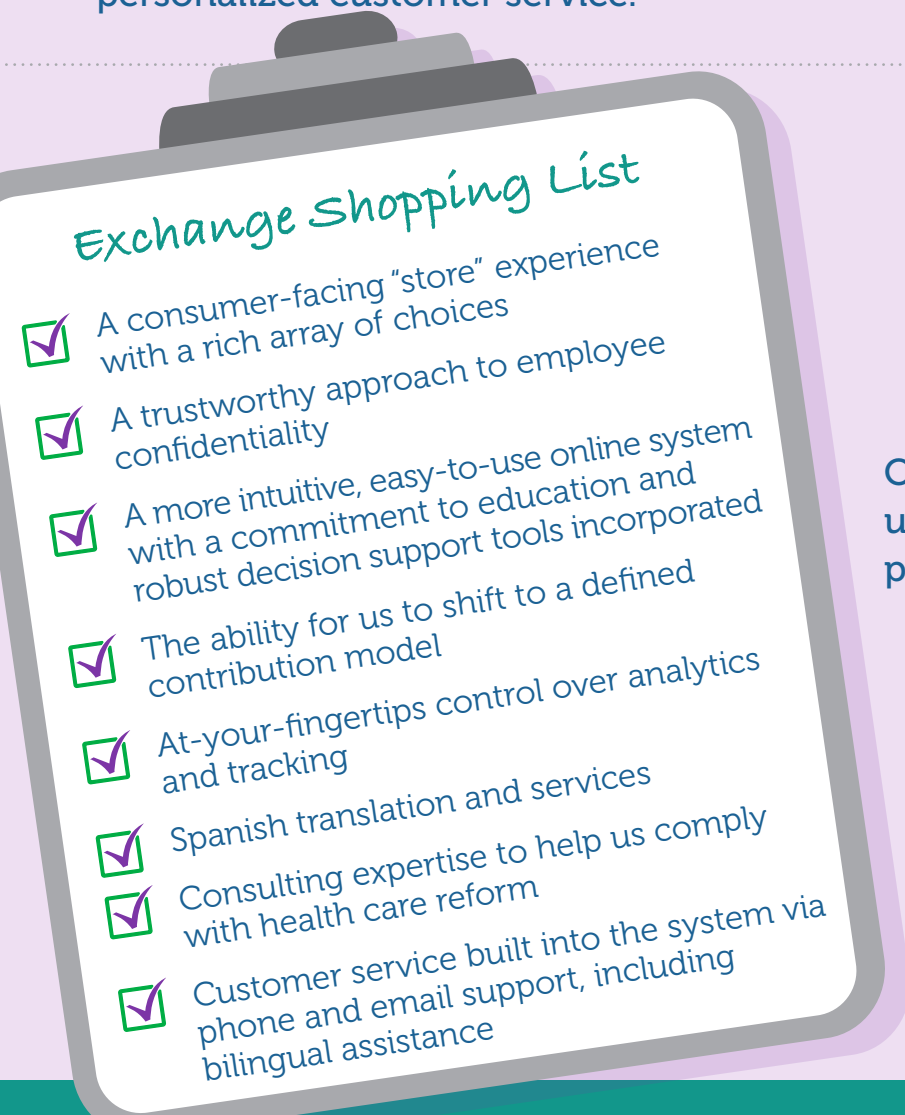 personalized customer service.
Exchange Shopping List
A consumer-facing “store” experience
with a rich array of choices
A trustworthy approach to employee
confidentiality
A more intuitive, easy-to-use online system
with a commitment to education and
robust decision support tools incorporated
The ability for us to shift to a defined
contribution model
At-your-fingertips control over analytics
and tracking
Spanish translation and services
Consulting expertise to help us comply
with health care reform
Customer service built into the system via
phone and email support, including
bilingual assistance